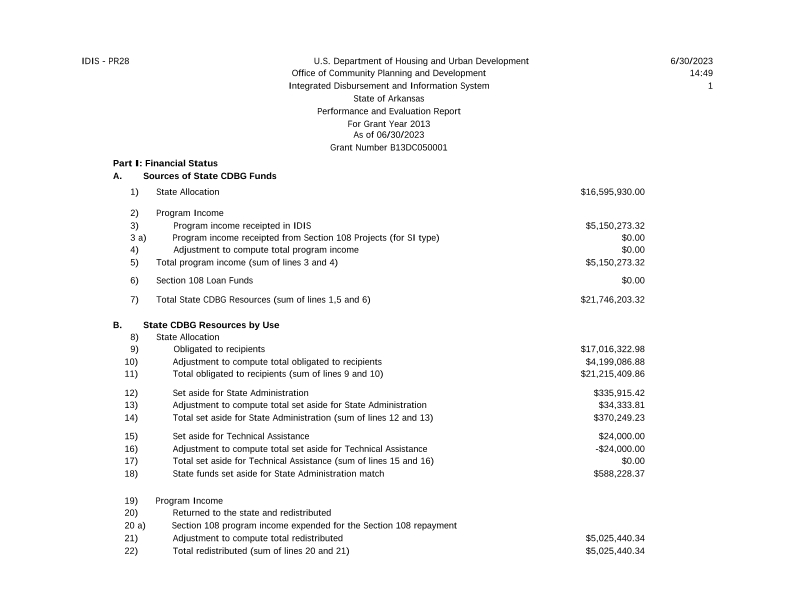 IDIS - PR28 U.S. Department of Housing and Urban Development 6/30/2023
Office of Community Planning and Development 14:49
Integrated Disbursement and Information System 1
State of Arkansas
Performance and Evaluation Report
For Grant Year 2013
As of 06/30/2023
Grant Number B13DC050001
Part I: Financial Status
A. Sources of State CDBG Funds
1) State Allocation $16,595,930.00
2) Program Income
3) Program income receipted in IDIS $5,150,273.32
3 a) Program income receipted from Section 108 Projects (for SI type) $0.00
4) Adjustment to compute total program income $0.00
5) Total program income (sum of lines 3 and 4) $5,150,273.32
6) Section 108 Loan Funds $0.00
7) Total State CDBG Resources (sum of lines 1,5 and 6) $21,746,203.32
B. State CDBG Resources by Use
8) State Allocation
9) Obligated to recipients $17,016,322.98
10) Adjustment to compute total obligated to recipients $4,199,086.88
11) Total obligated to recipients (sum of lines 9 and 10) $21,215,409.86
12) Set aside for State Administration $335,915.42
13) Adjustment to compute total set aside for State Administration $34,333.81
14) Total set aside for State Administration (sum of lines 12 and 13) $370,249.23
15) Set aside for Technical Assistance $24,000.00
16) Adjustment to compute total set aside for Technical Assistance -$24,000.00
17) Total set aside for Technical Assistance (sum of lines 15 and 16) $0.00
18) State funds set aside for State Administration match $588,228.37
19) Program Income
20) Returned to the state and redistributed
20 a) Section 108 program income expended for the Section 108 repayment
21) Adjustment to compute total redistributed $5,025,440.34
22) Total redistributed (sum of lines 20 and 21) $5,025,440.34